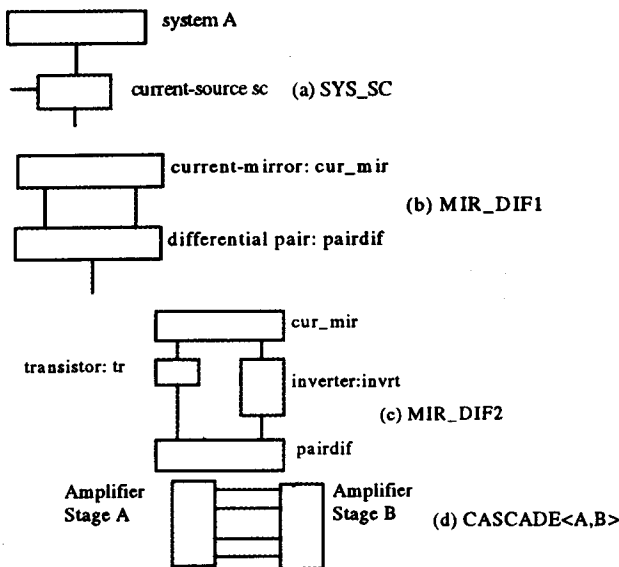 system A
current-source sc (a) SYS_SC
current-mirror: cur_mir
(b) MIR_DIF1
differential pair: pairdif
cur_mir
transistor: tr
inverter:invrt
(c) MIR_DIF2
pairdif
Amplifier
Stage A
Amplifier
Stage B
(d) CASCADE<A,B>